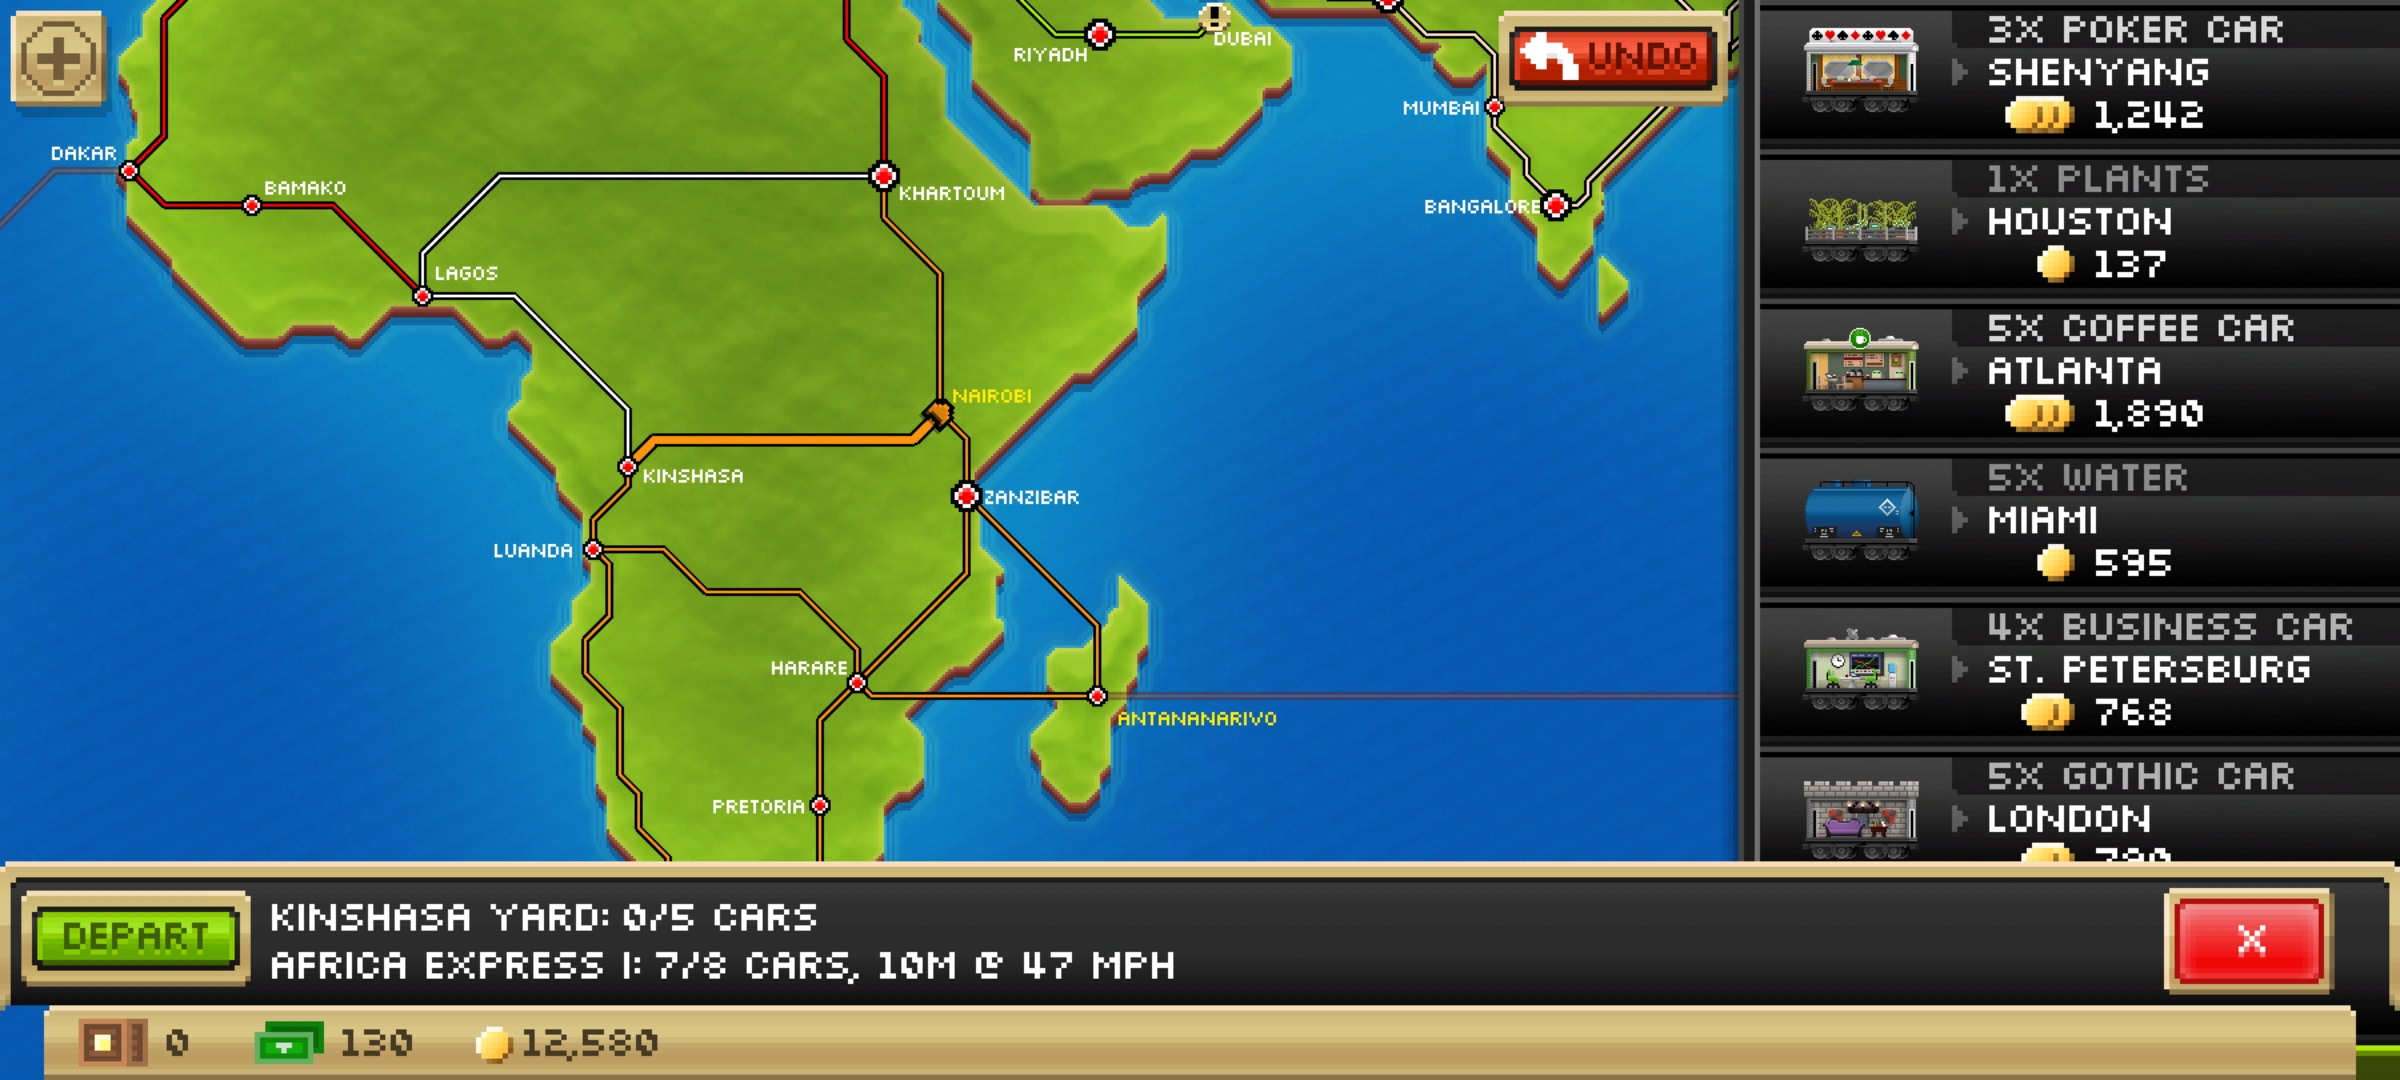 RIYADH
DUBAI
UNDO
MUMBAI
DAKAR
BAMAKO
KHARTOUM
BANGALORE
LAGOS
NAIROBI
KINSHASA
ZANZIBAR
LUANDA
HARARE
ANTANANARIVO
PRETORIA
3X POKER CAR
SHENYANG
1,242
1X PLANTS
HOUSTON
137
5X COFFEE CAR
ATLANTA
1,890
5X WATER
MIAMI
595
4X BUSINESS CAR
ST. PETERSBURG
768
5X GOTHIC CAR
LONDON
DEPART
KINSHASA YARD: 0/5 CARS
AFRICA EXPRESS I: 7/8 CARS, 10M @ 47 MPH
X
0
130
12,580